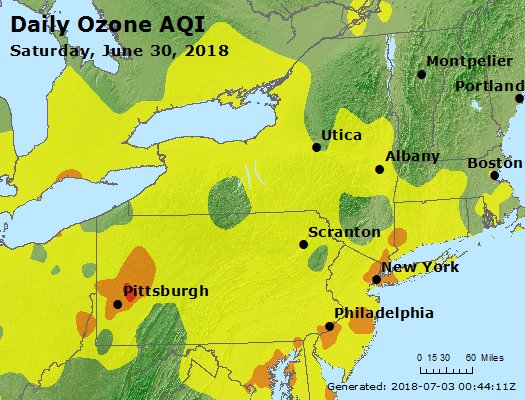 Daily Ozone AQI
Saturday, June 30, 2018
Montpelier
Portland
Utica
Albany
Boston
Scranton
New York
Pittsburgh
Philadelphia
0 15 30 60 Miles
Generated: 2018-07-03 00:44:11Z